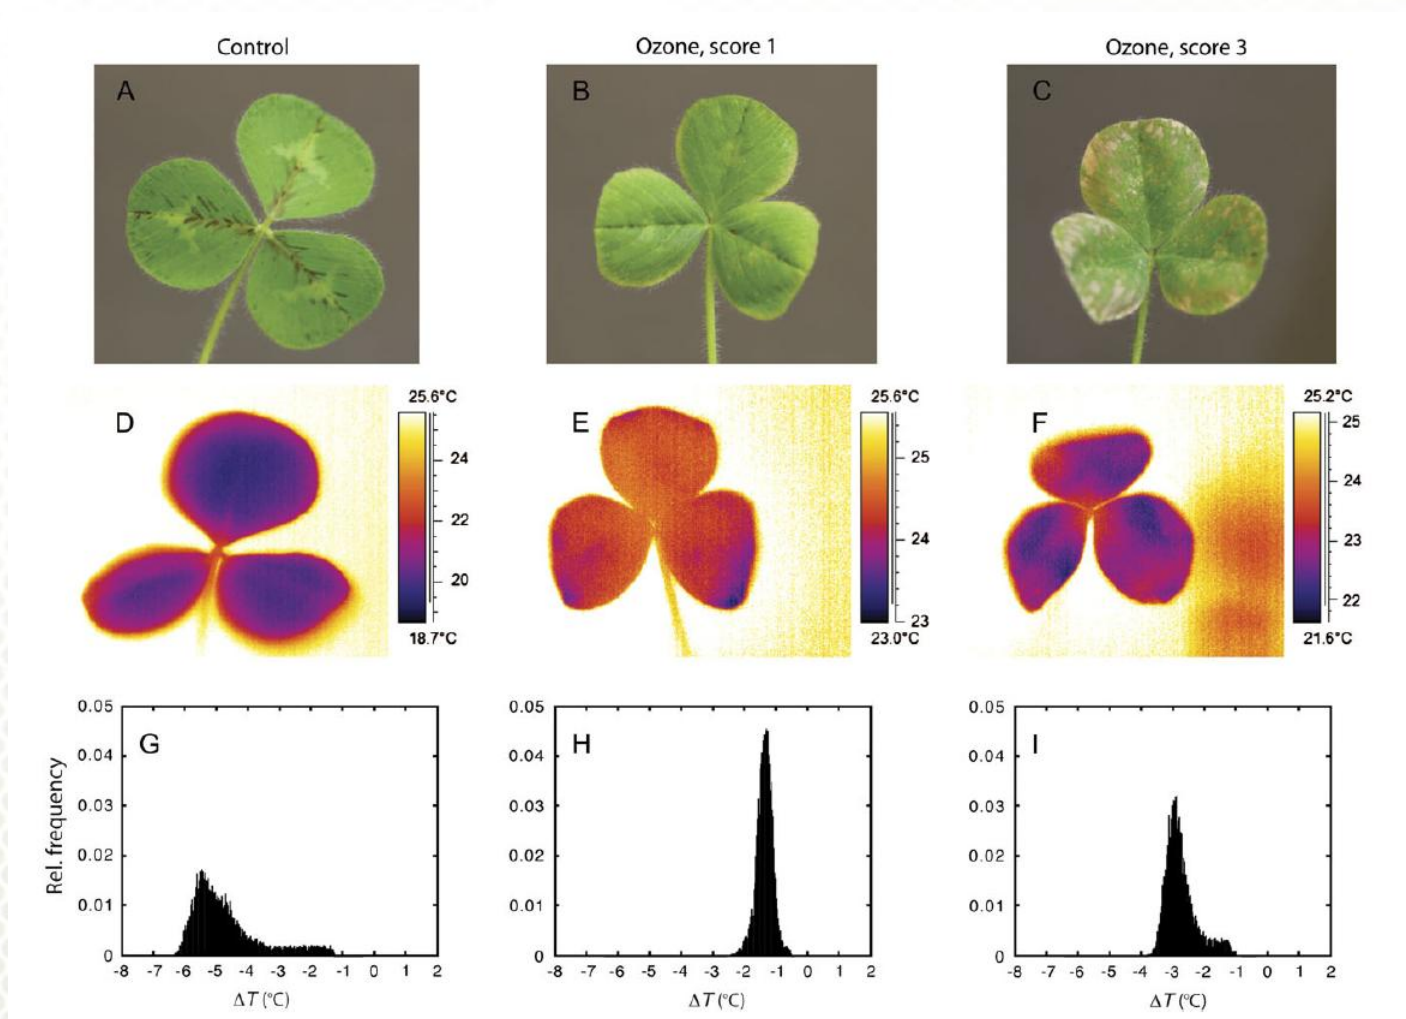 Control
Ozone, score 1
Ozone, score 3
A
B
C
D
25.6°C
24
22
20
18.7°C
E
25.6°C
25
24
23
23.0°C
F
25.2°C
25
24
23
22
21.6°C
Rel. frequency
G
0.05
0.04
0.03
0.02
0.01
0
-8 -7 -6 -5 -4 -3 -2 -1 0 1 2
ΔT (°C)
H
0.05
0.04
0.03
0.02
0.01
0
-8 -7 -6 -5 -4 -3 -2 -1 0 1 2
ΔT (°C)
I
0.05
0.04
0.03
0.02
0.01
0
-8 -7 -6 -5 -4 -3 -2 -1 0 1 2
ΔT (°C)